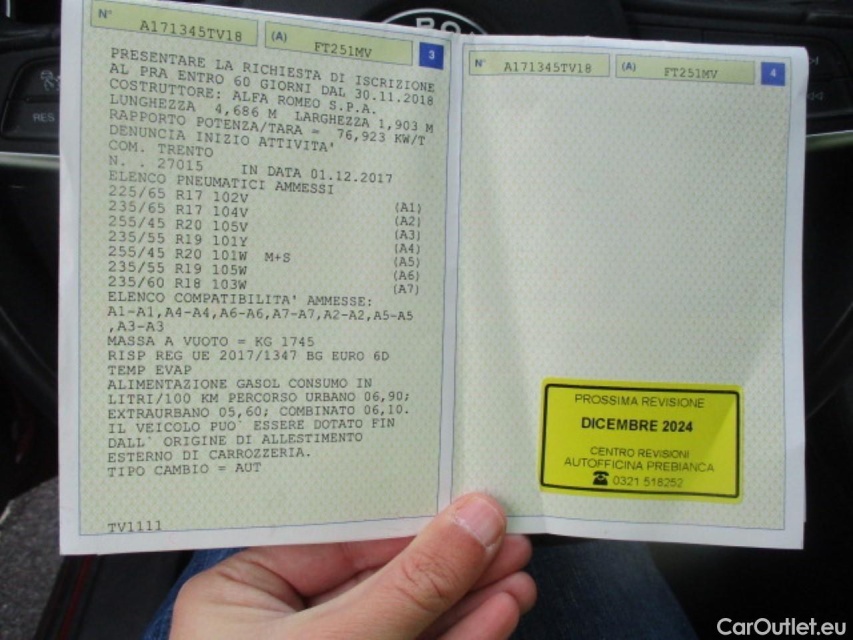 N° A171345TV18 (A) FT251MV 3
PRESENTARE LA RICHIESTA DI ISCRIZIONE
AL PRA ENTRO 60 GIORNI DAL 30.11.2018
COSTRUTTORE: ALFA ROMEO S.P.A.
LUNGHEZZA 4,686 M LARGHEZZA 1,903 M
RAPPORTO POTENZA/TARA = 76,923 KW/T
DENUNCIA INIZIO ATTIVITA'
COM. TRENTO
N. . 27015 IN DATA 01.12.2017
ELENCO PNEUMATICI AMMESSI
225/65 R17 102V (A1)
235/65 R17 104V (A2)
255/45 R20 105V (A3)
235/55 R19 101Y (A4)
255/45 R20 101W M+S (A5)
235/55 R19 105W (A6)
235/60 R18 103W (A7)
ELENCO COMPATIBILITA' AMMESSE:
A1-A1,A4-A4,A6-A6,A7-A7,A2-A2,A5-A5
,A3-A3
MASSA A VUOTO = KG 1745
RISP REG UE 2017/1347 BG EURO 6D
TEMP EVAP
ALIMENTAZIONE GASOL CONSUMO IN
LITRI/100 KM PERCORSO URBANO 06,90;
EXTRAURBANO 05,60; COMBINATO 06,10.
IL VEICOLO PUO` ESSERE DOTATO FIN
DALL` ORIGINE DI ALLESTIMENTO
ESTERNO DI CARROZZERIA.
TIPO CAMBIO = AUT
TV1111
N° A171345TV18 (A) FT251MV 4
PROSSIMA REVISIONE
DICEMBRE 2024
CENTRO REVISIONI
AUTOFFICINA PREBIANCA
☎ 0321 518252
RES
CarOutlet.eu